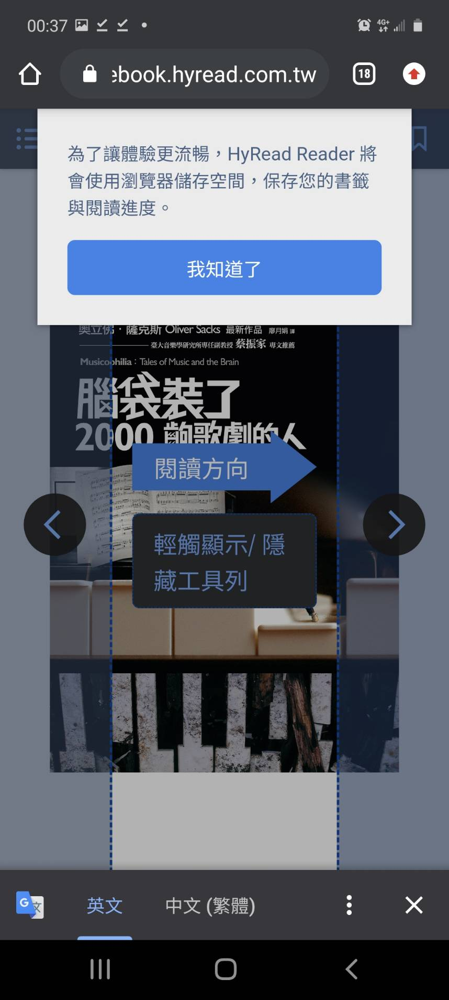 00:37
4G+
ebook.hyread.com.tw
18
為了讓體驗更流暢，HyRead Reader 將
會使用瀏覽器儲存空間，保存您的書籤
與閱讀進度。
我知道了
奧立佛・薩克斯 Oliver Sacks 最新作品 廖月娟 譯
臺大音樂學研究所專任副教授 蔡振家 專文推薦
Musicophilia：Tales of Music and the Brain
腦袋裝了
2000 齣歌劇的人
閱讀方向
輕觸顯示/ 隱
藏工具列
G 文
英文
中文 (繁體)